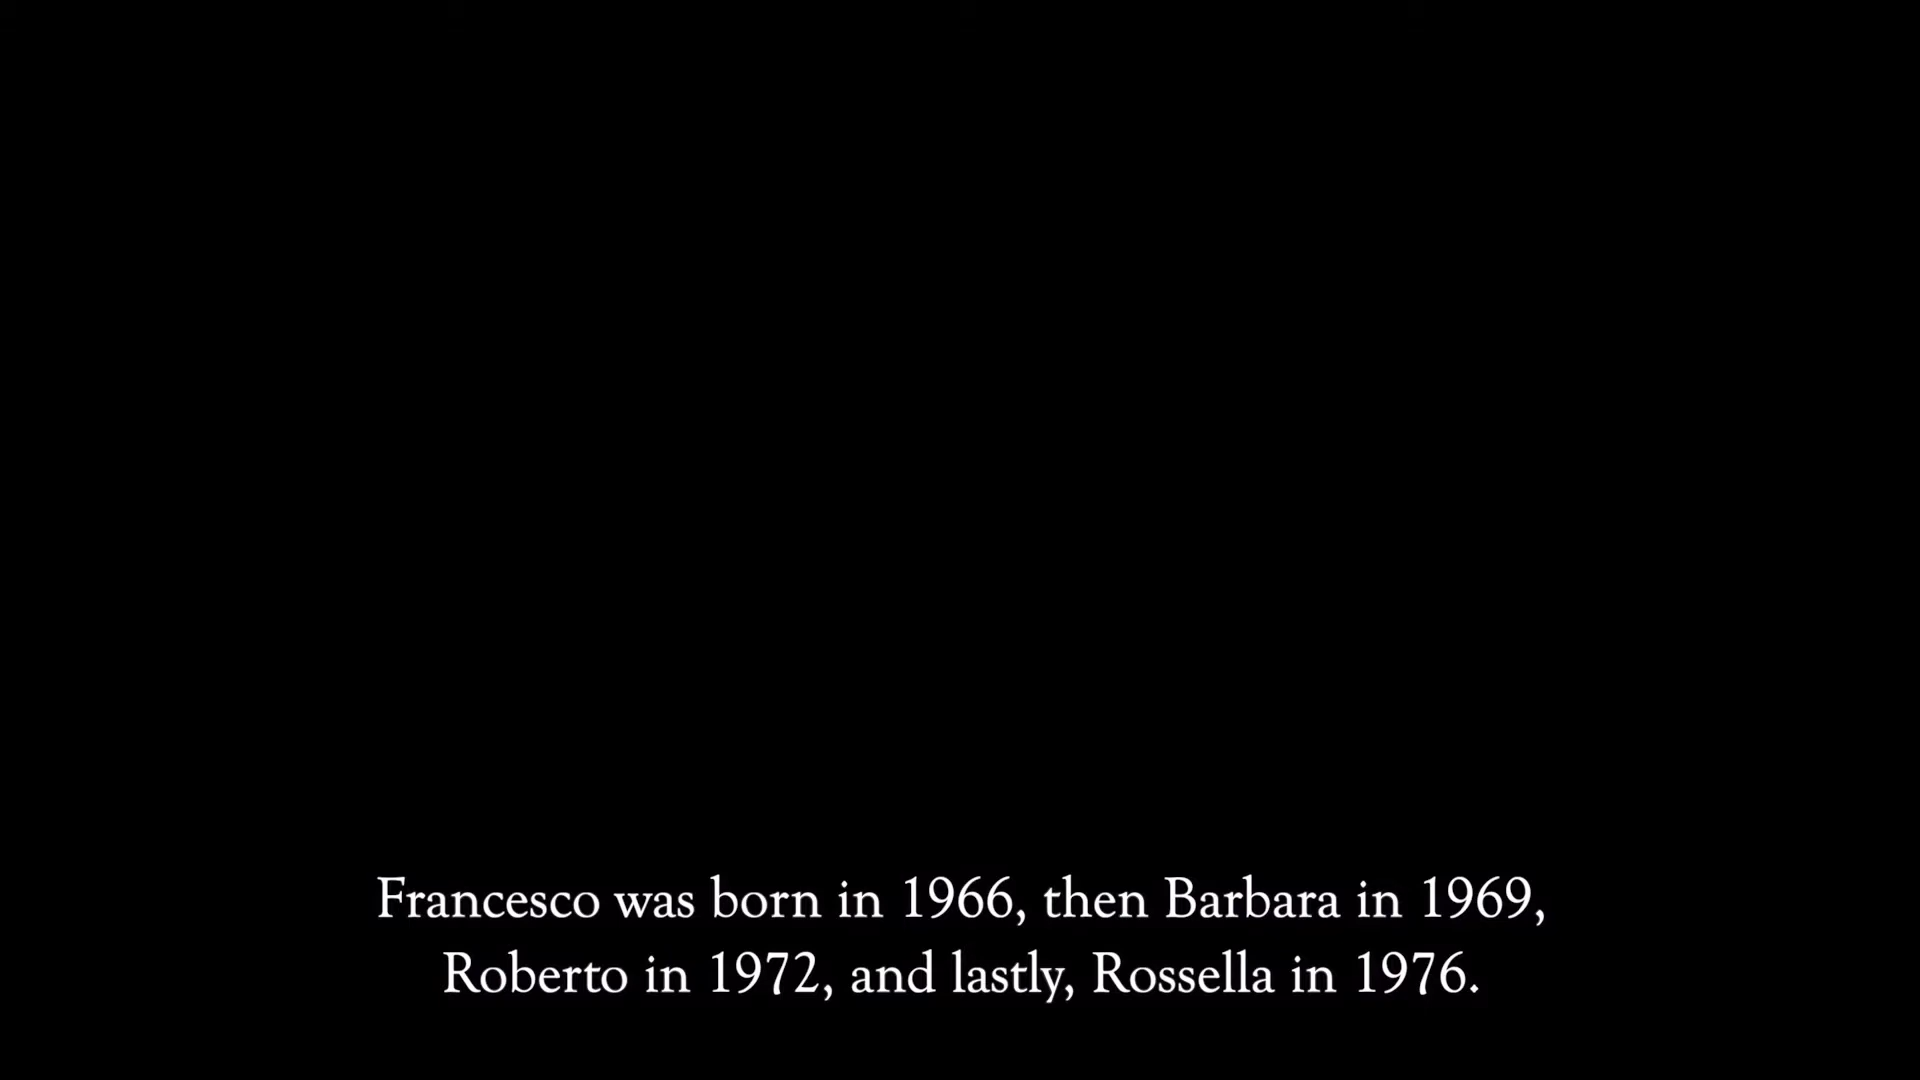 Francesco was born in 1966, then Barbara in 1969,
Roberto in 1972, and lastly, Rossella in 1976.